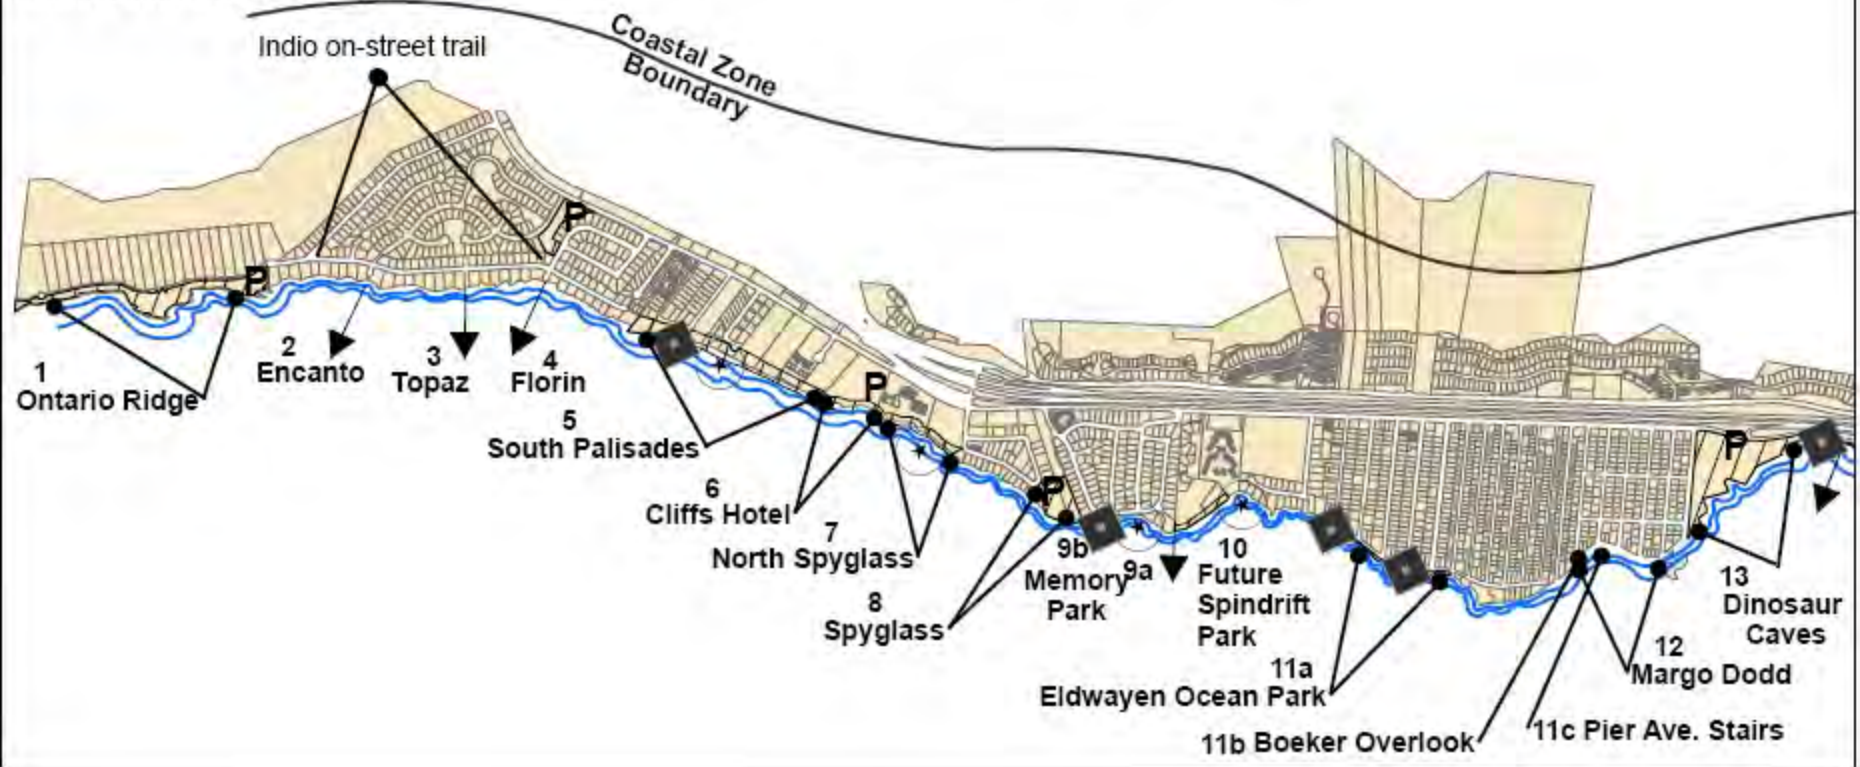 Indio on-street trail
Coastal Zone
Boundary
P
P
P
P
P
1
Ontario Ridge
2
Encanto
3
Topaz
4
Florin
5
South Palisades
6
Cliffs Hotel
7
North Spyglass
8
Spyglass
9b
Memory
Park
9a
10
Future
Spindrift
Park
11a
Eldwayen Ocean Park
11b Boeker Overlook
11c Pier Ave. Stairs
12
Margo Dodd
13
Dinosaur
Caves